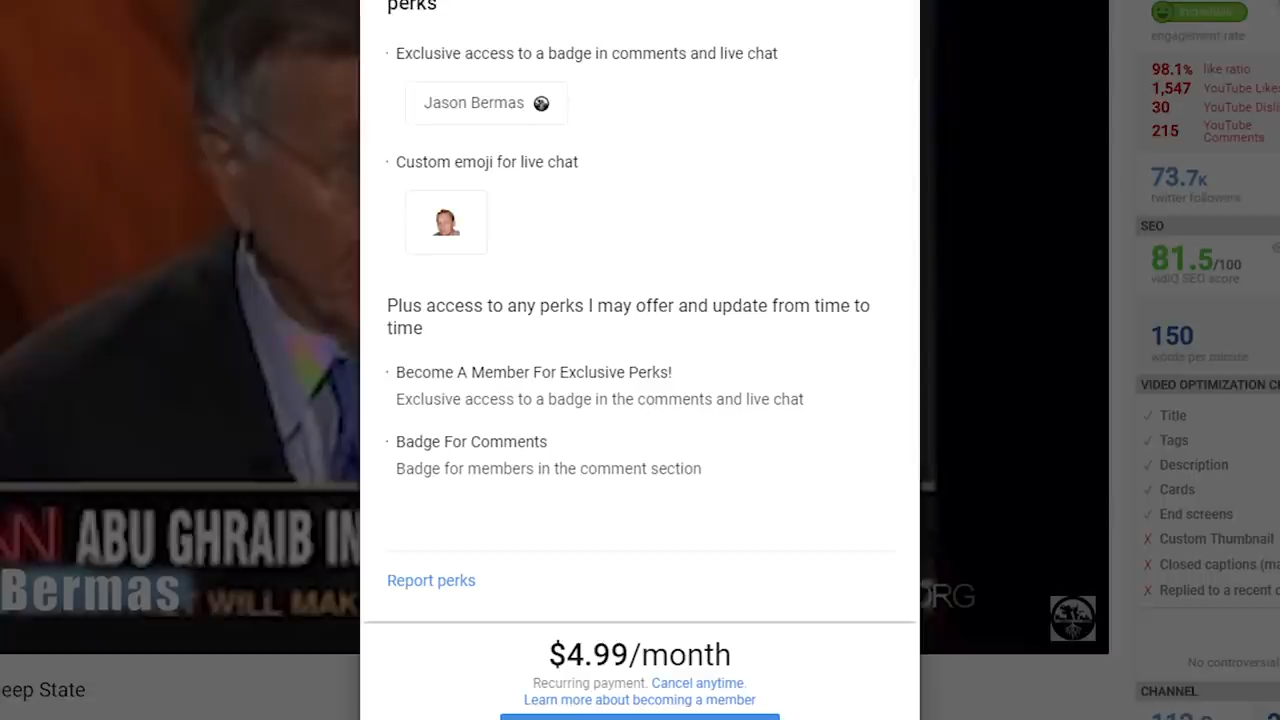 perks
· Exclusive access to a badge in comments and live chat
Jason Bermas
· Custom emoji for live chat
Plus access to any perks I may offer and update from time to
time
· Become A Member For Exclusive Perks!
Exclusive access to a badge in the comments and live chat
· Badge For Comments
Badge for members in the comment section
Report perks
$4.99/month
Recurring payment. Cancel anytime.
Learn more about becoming a member
ABU GHRAIB IN
Bermas
WILL MAK
ORG
eep State
engagement rate
98.1% like ratio
1,547 YouTube Like
30 YouTube Disli
215 YouTube
Comments
73.7K
twitter followers
SEO
81.5/100
vidIQ SEO score
150
words per minute
VIDEO OPTIMIZATION C
✓ Title
✓ Tags
✓ Description
✓ Cards
✓ End screens
✗ Custom Thumbnail
✗ Closed captions (ma
✗ Replied to a recent c
No controversial
CHANNEL